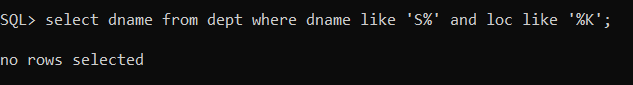 SQL> select dname from dept where dname like 'S%' and loc like '%K';
no rows selected